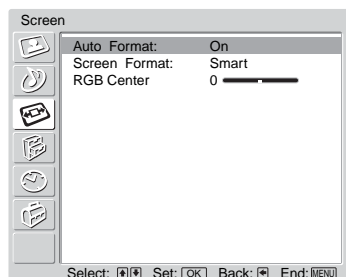 Screen
Auto Format: On
Screen Format: Smart
RGB Center 0
Select: Set: OK Back: End: MENU